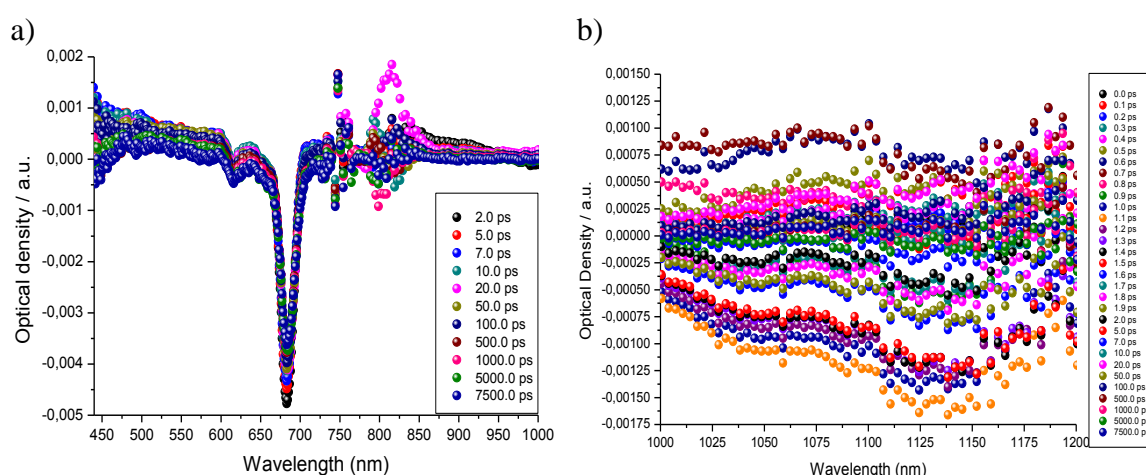 a)
0,002
0,001
0,000
-0,001
-0,002
-0,003
-0,004
-0,005
Optical density / a.u.
450 500 550 600 650 700 750 800 850 900 950 1000
Wavelength (nm)
2.0 ps
5.0 ps
7.0 ps
10.0 ps
20.0 ps
50.0 ps
100.0 ps
500.0 ps
1000.0 ps
5000.0 ps
7500.0 ps
b)
0,00150
0,00125
0,00100
0,00075
0,00050
0,00025
0,00000
-0,00025
-0,00050
-0,00075
-0,00100
-0,00125
-0,00150
-0,00175
Optical Density / a.u.
1000 1025 1050 1075 1100 1125 1150 1175 1200
Wavelength (nm)
0.0 ps
0.1 ps
0.2 ps
0.3 ps
0.4 ps
0.5 ps
0.6 ps
0.7 ps
0.8 ps
0.9 ps
1.0 ps
1.1 ps
1.2 ps
1.3 ps
1.4 ps
1.5 ps
1.6 ps
1.7 ps
1.8 ps
1.9 ps
2.0 ps
5.0 ps
7.0 ps
10.0 ps
20.0 ps
50.0 ps
100.0 ps
500.0 ps
1000.0 ps
5000.0 ps
7500.0 ps